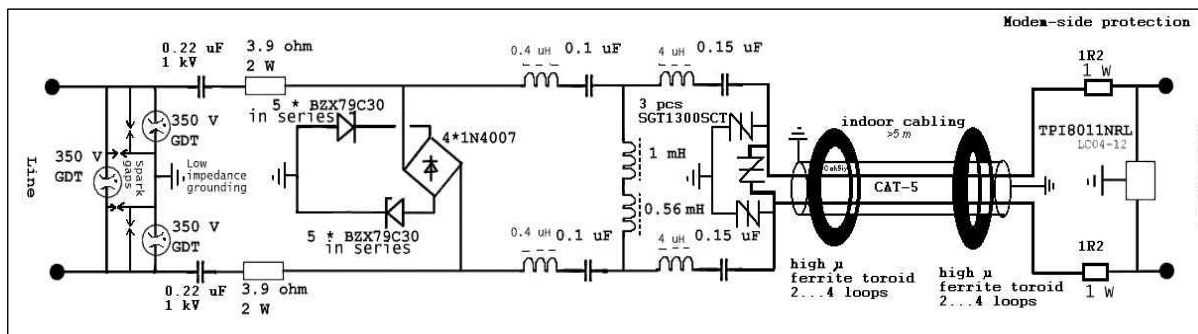 Modem-side protection
0.22 uF
1 kV
3.9 ohm
2 W
0.4 uH
0.1 uF
4 uH
0.15 uF
1R2
1 W
5 * BZX79C30
in series
3 pcs
SGT1300SCT
indoor cabling
>5 m
350 V
GDT
4*1N4007
TPI8011NRL
LC04-12
Line
350 V
GDT
Spark
gaps
Low
impedance
grounding
1 mH
CAT-5
0.56 mH
350 V
GDT
5 * BZX79C30
in series
0.4 uH
0.1 uF
4 uH
0.15 uF
1R2
1 W
0.22 uF
1 kV
3.9 ohm
2 W
high µ
ferrite toroid
2...4 loops
high µ
ferrite toroid
2...4 loops